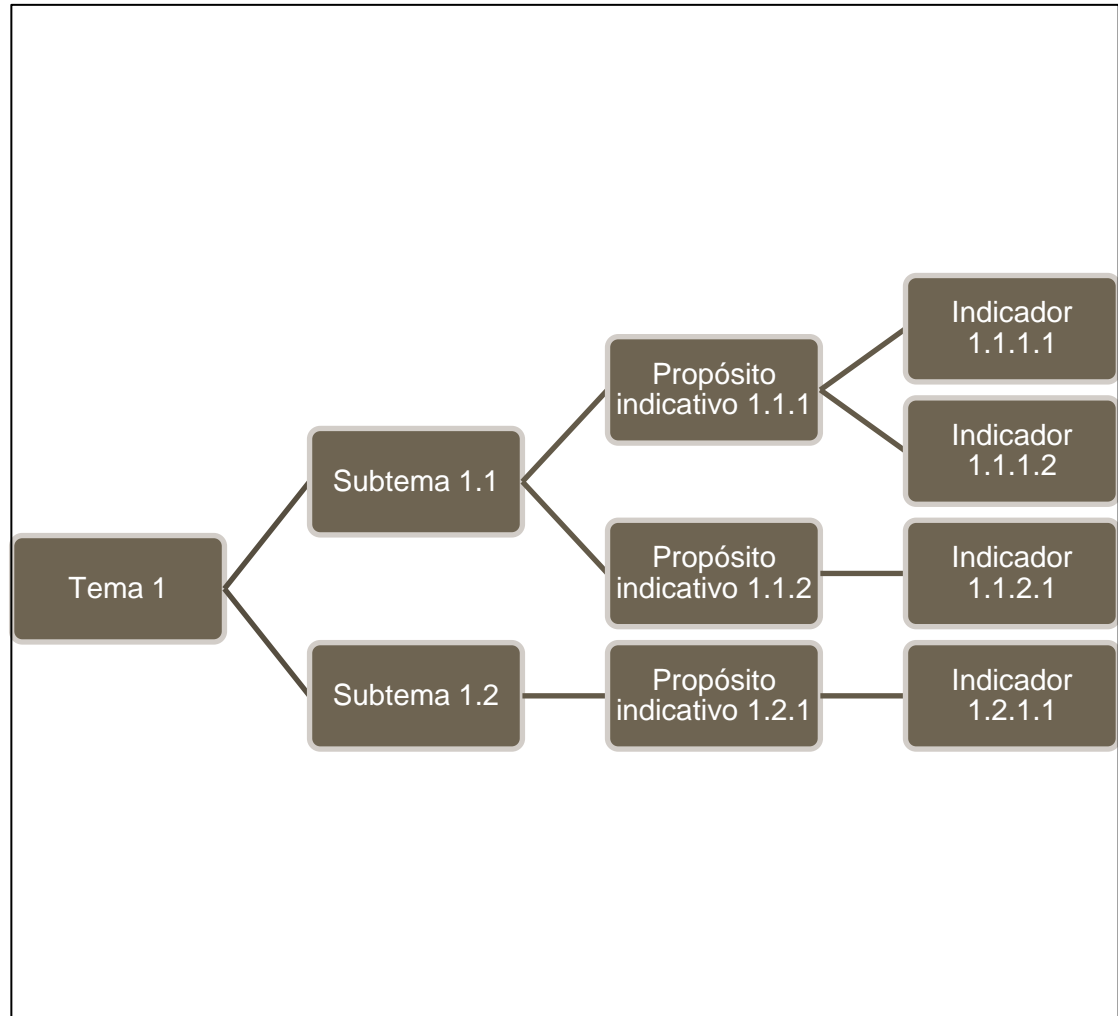 Tema 1
Subtema 1.1
Propósito
indicativo 1.1.1
Indicador
1.1.1.1
Indicador
1.1.1.2
Propósito
indicativo 1.1.2
Indicador
1.1.2.1
Subtema 1.2
Propósito
indicativo 1.2.1
Indicador
1.2.1.1